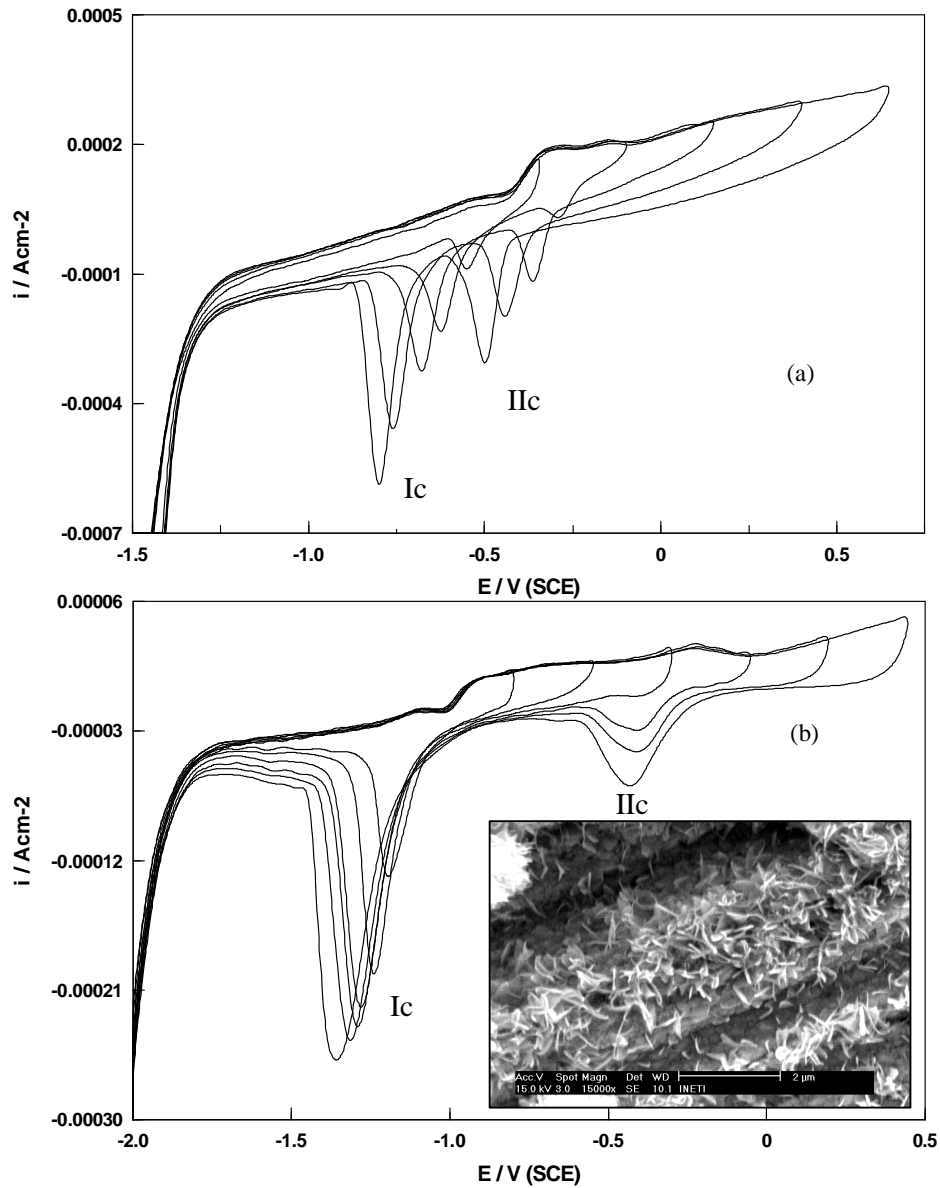 0.0005
0.0002
-0.0001
-0.0004
-0.0007
i / Acm-2
(a)
IIc
Ic
-1.5 -1.0 -0.5 0 0.5
E / V (SCE)
0.00006
-0.00003
-0.00012
-0.00021
-0.00030
i / Acm-2
(b)
IIc
Ic
Acc.V Spot Magn Det WD 2 µm
15.0 kV 3.0 15000x SE 10.1 INETI
-2.0 -1.5 -1.0 -0.5 0 0.5
E / V (SCE)